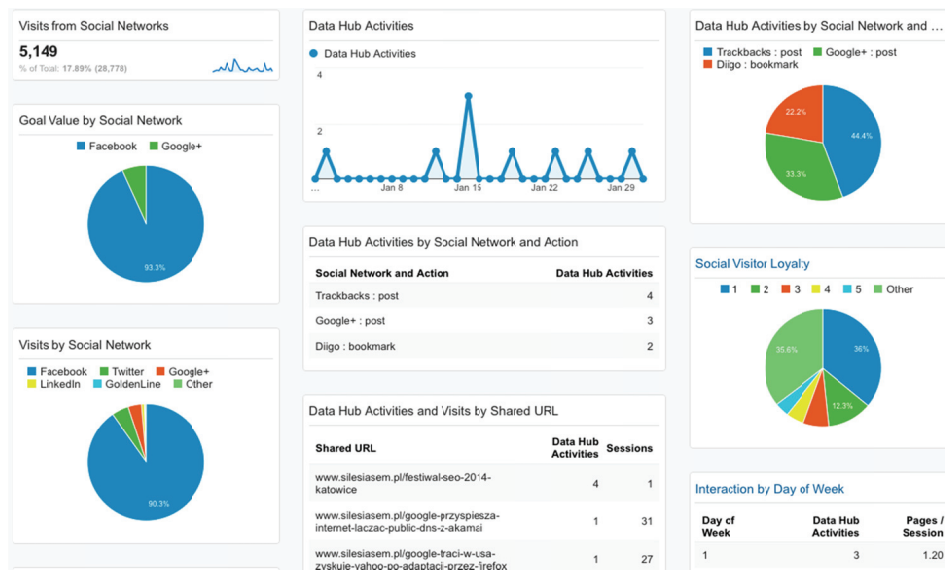 Visits from Social Networks
5,149
% of Total: 17.89% (28,778)
Goal Value by Social Network
Facebook Google+
93.3%
Visits by Social Network
Facebook Twitter Google+
LinkedIn GoldenLine Other
90.3%
Data Hub Activities
Data Hub Activities
4
2
... Jan 8 Jan 15 Jan 22 Jan 29
Data Hub Activities by Social Network and Action
Social Network and Action Data Hub Activities
Trackbacks : post 4
Google+ : post 3
Diigo : bookmark 2
Data Hub Activities and Visits by Shared URL
Shared URL Data Hub Activities Sessions
www.silesiasem.pl/festiwal-seo-2014-
katowice 4 1
www.silesiasem.pl/google-przyspiesza-
internet-laczac-public-dns-z-akamai 1 31
www.silesiasem.pl/google-traci-w-usa-
zyskuje-yahoo-po-adaptacji-przez-firefox 1 27
Data Hub Activities by Social Network and ...
Trackbacks : post Google+ : post
Diigo : bookmark
22.2%
44.4%
33.3%
Social Visitor Loyalty
1 2 3 4 5 Other
35.6%
36%
12.3%
Interaction by Day of Week
Day of Week Data Hub Activities Pages / Session
1 3 1.20